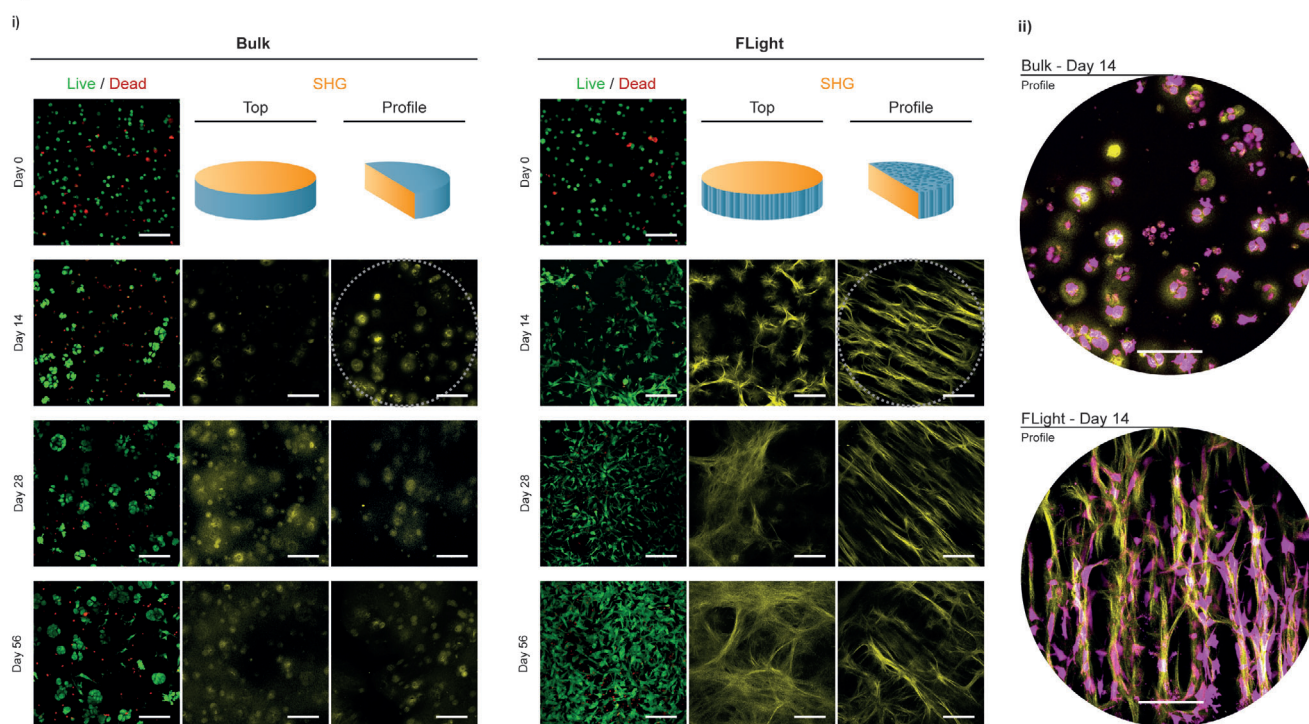 i)
Bulk
Live / Dead
SHG
Top
Profile
Day 0
Day 14
Day 28
Day 56
FLight
Live / Dead
SHG
Top
Profile
Day 0
Day 14
Day 28
Day 56
ii)
Bulk - Day 14
Profile
FLight - Day 14
Profile